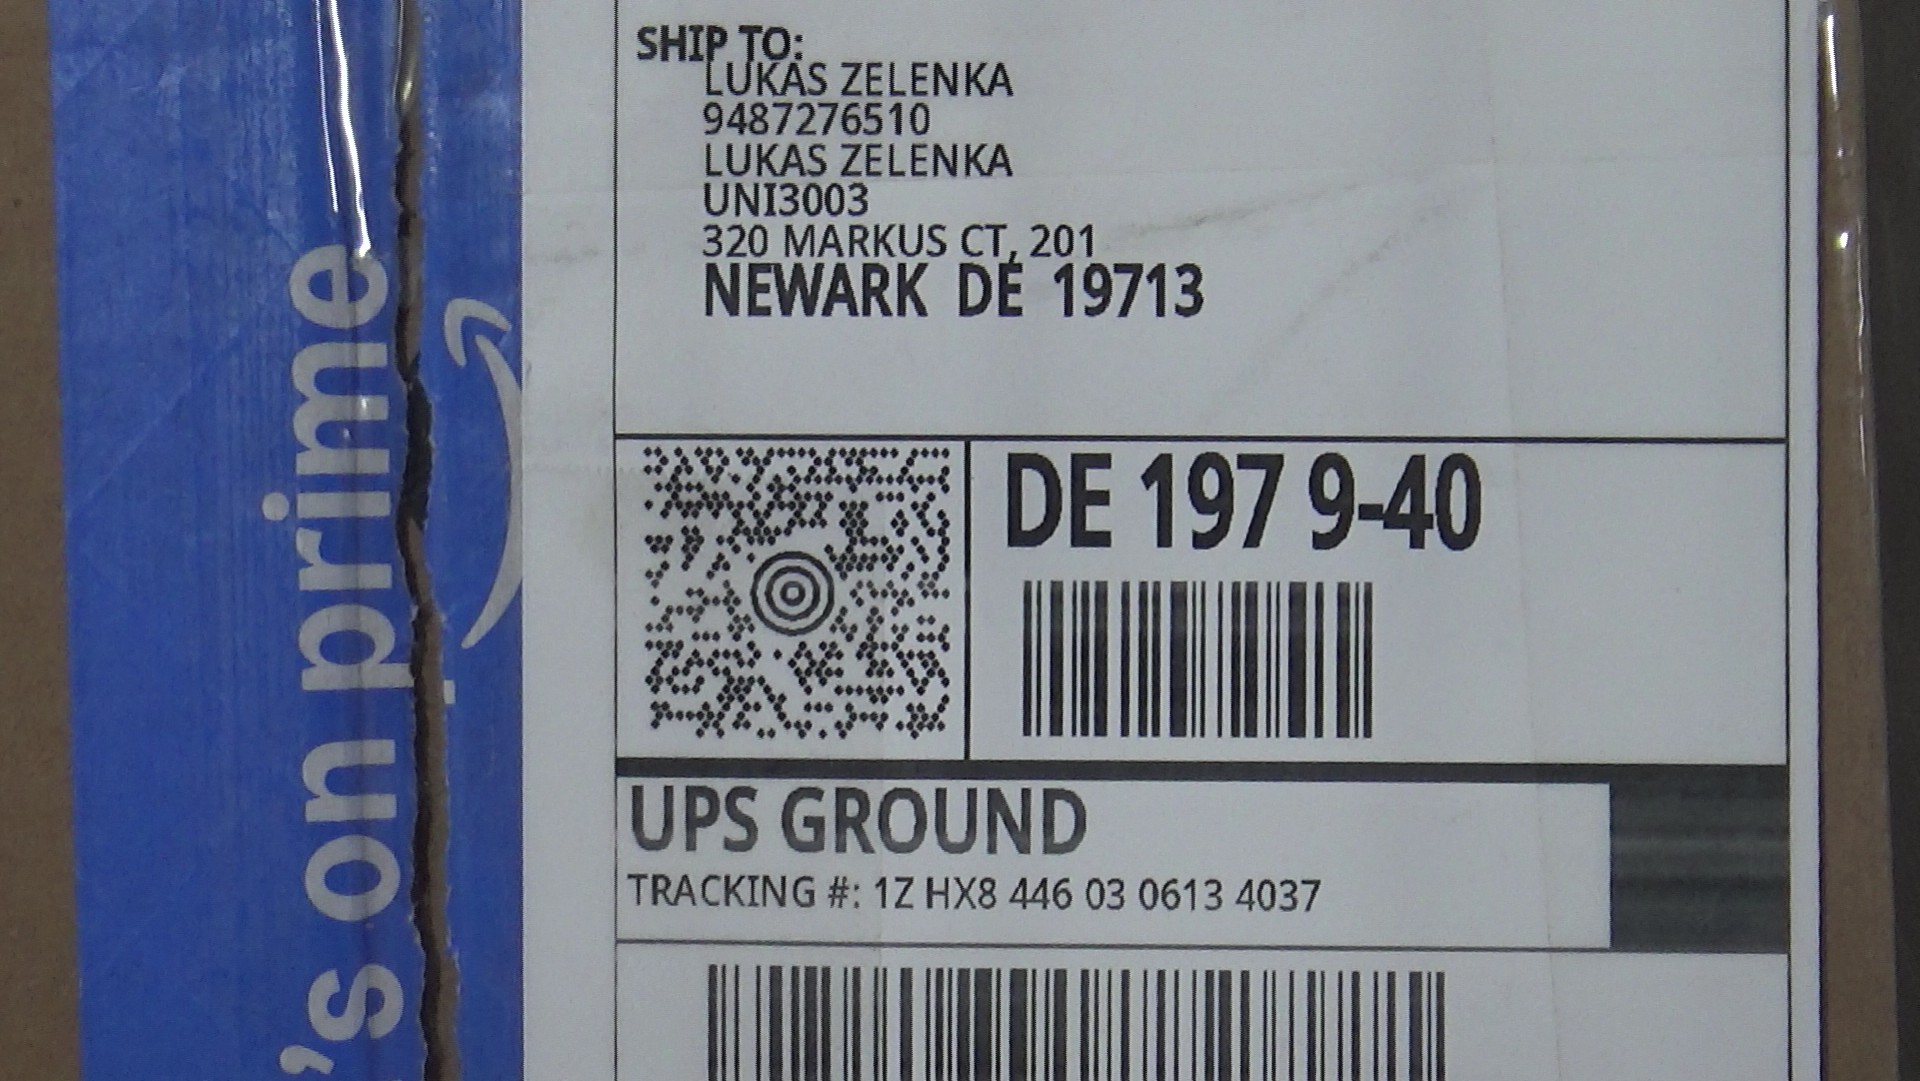 SHIP TO:
LUKAS ZELENKA
9487276510
LUKAS ZELENKA
UNI3003
320 MARKUS CT, 201
NEWARK DE 19713
DE 197 9-40
UPS GROUND
TRACKING #: 1Z HX8 446 03 0613 4037
's on prime